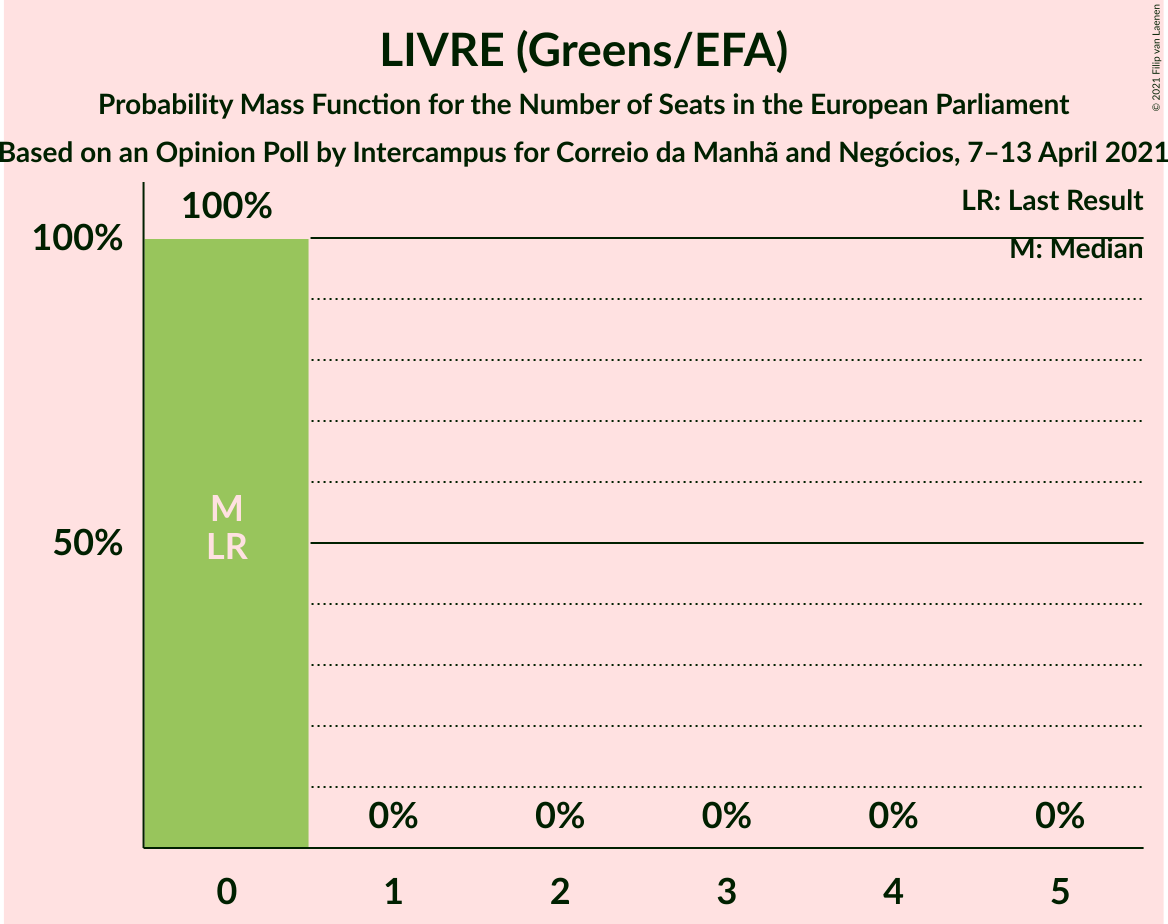 LIVRE (Greens/EFA)
Probability Mass Function for the Number of Seats in the European Parliament
Based on an Opinion Poll by Intercampus for Correio da Manhã and Negócios, 7–13 April 2021
© 2021 Filip van Laenen
LR: Last Result
M: Median
100%
100%
50%
M
LR
0% 0% 0% 0% 0%
0 1 2 3 4 5